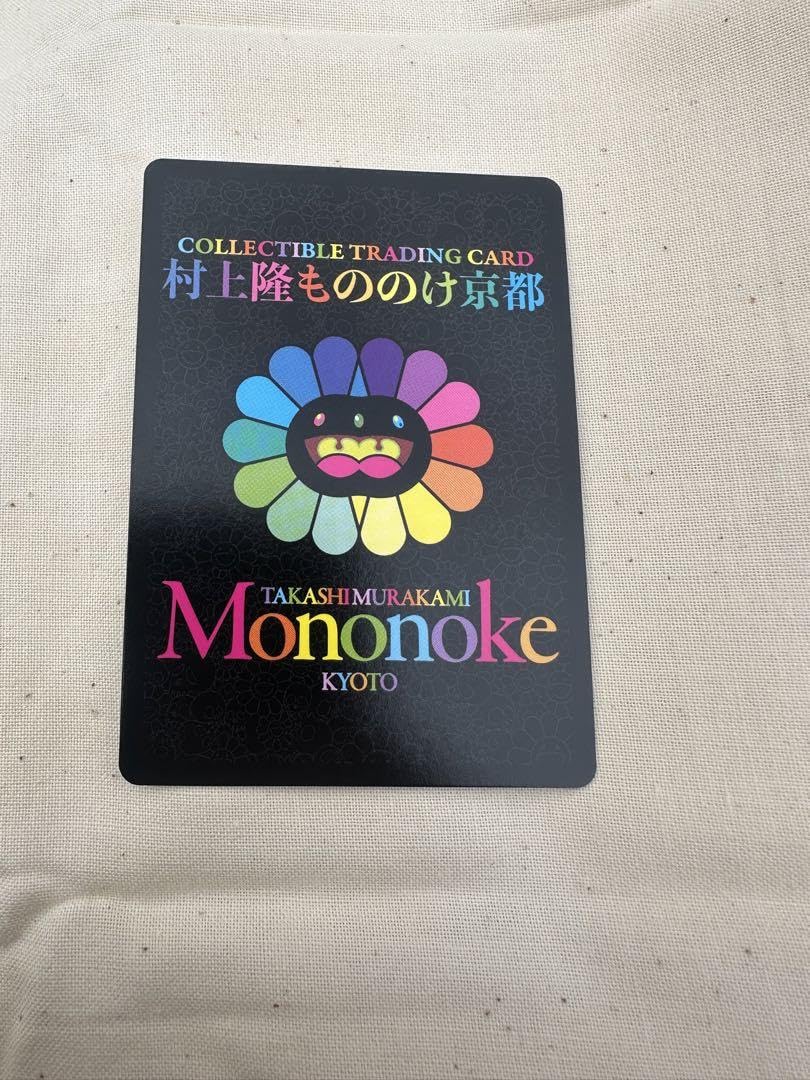 COLLECTIBLE TRADING CARD
村上隆もののけ京都
TAKASHI MURAKAMI
Mononoke
KYOTO